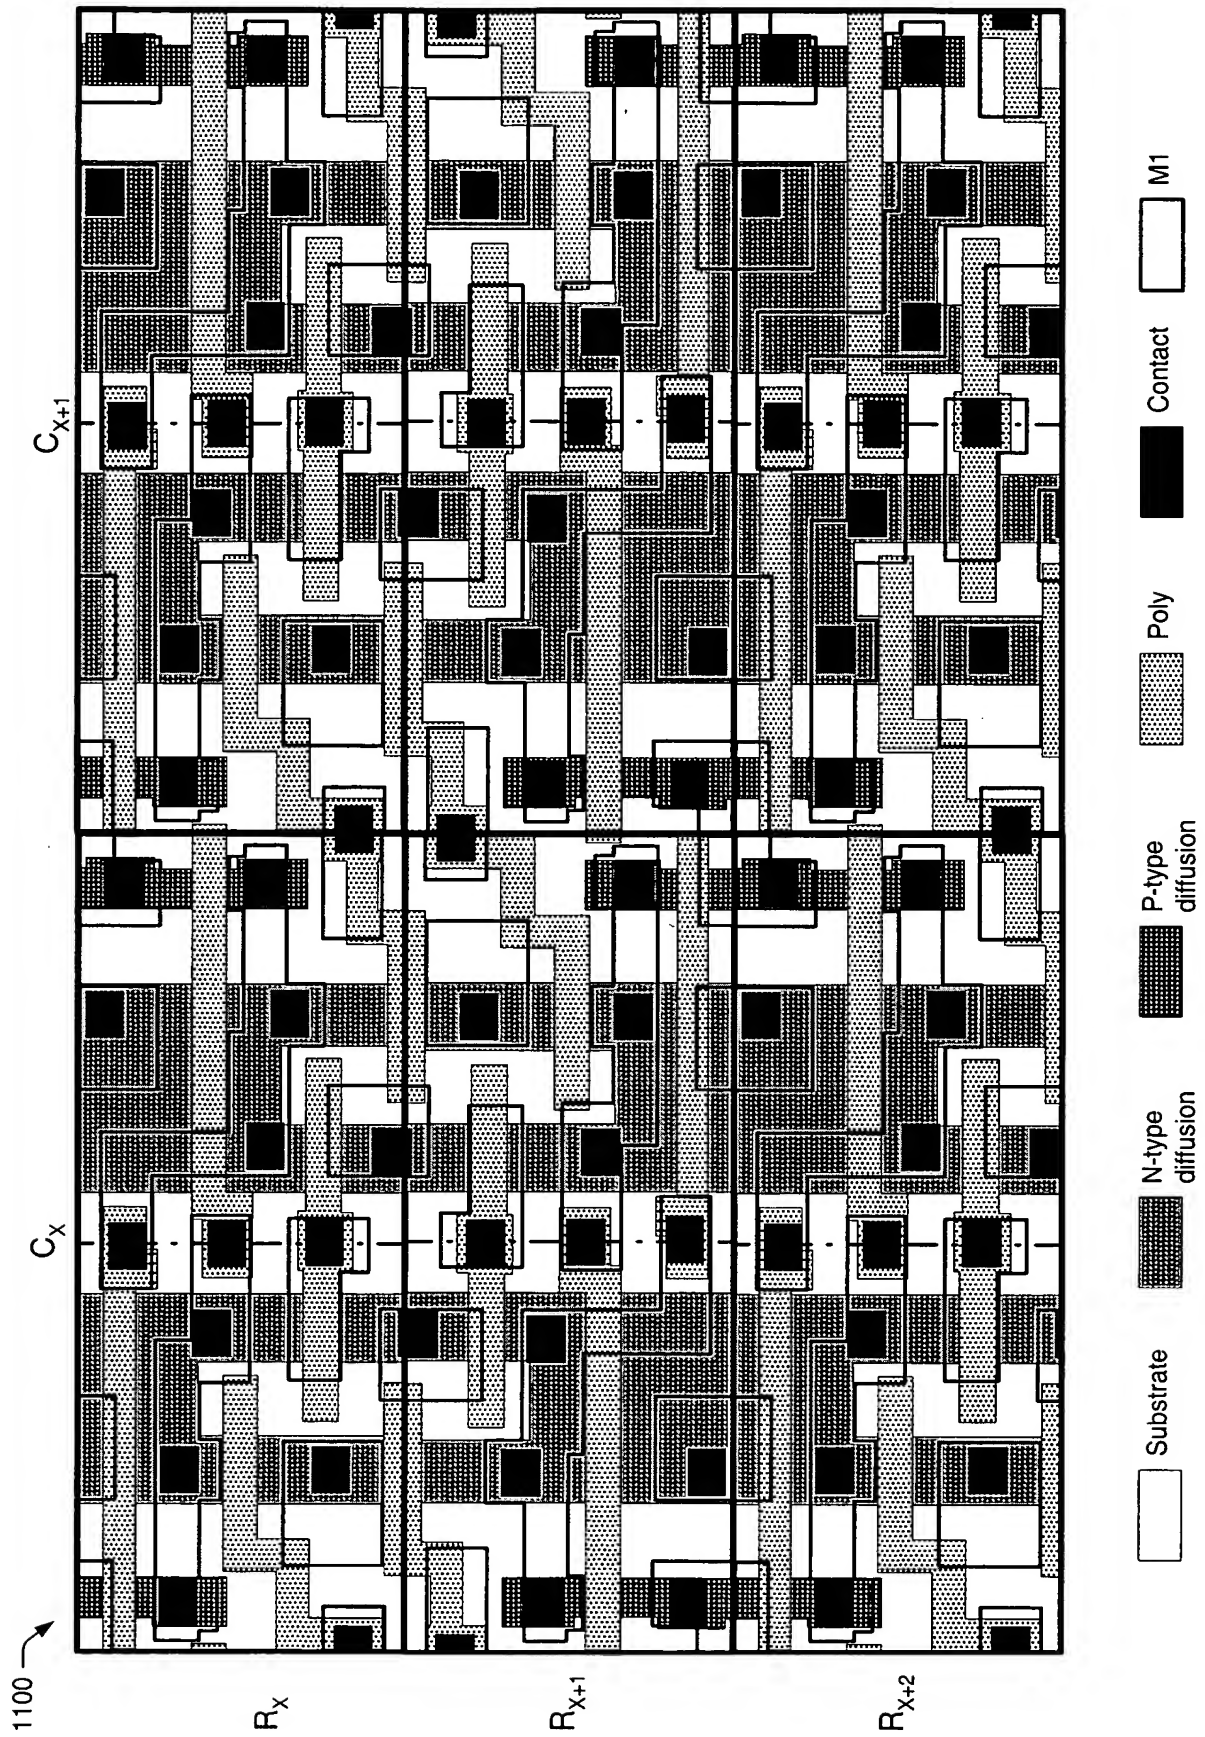 1100
C_X
C_X+1
R_X
R_X+1
R_X+2
Substrate
N-type
diffusion
P-type
diffusion
Poly
Contact
M1